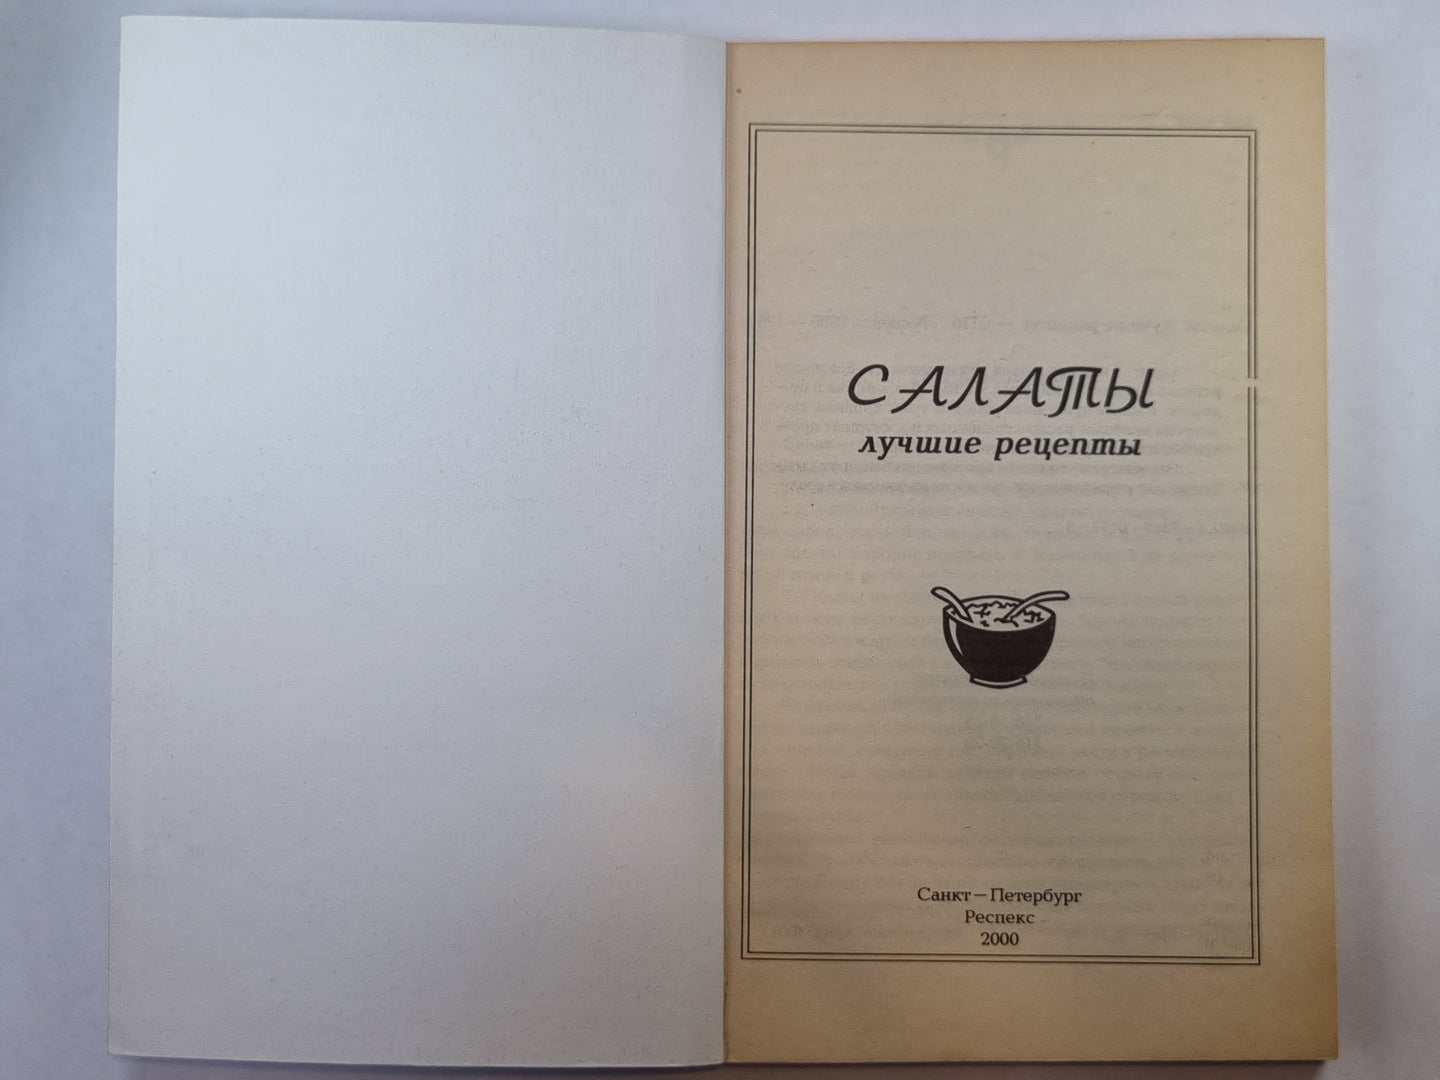 САЛАТЫ
лучшие рецепты
Санкт—Петербург
Респекс
2000